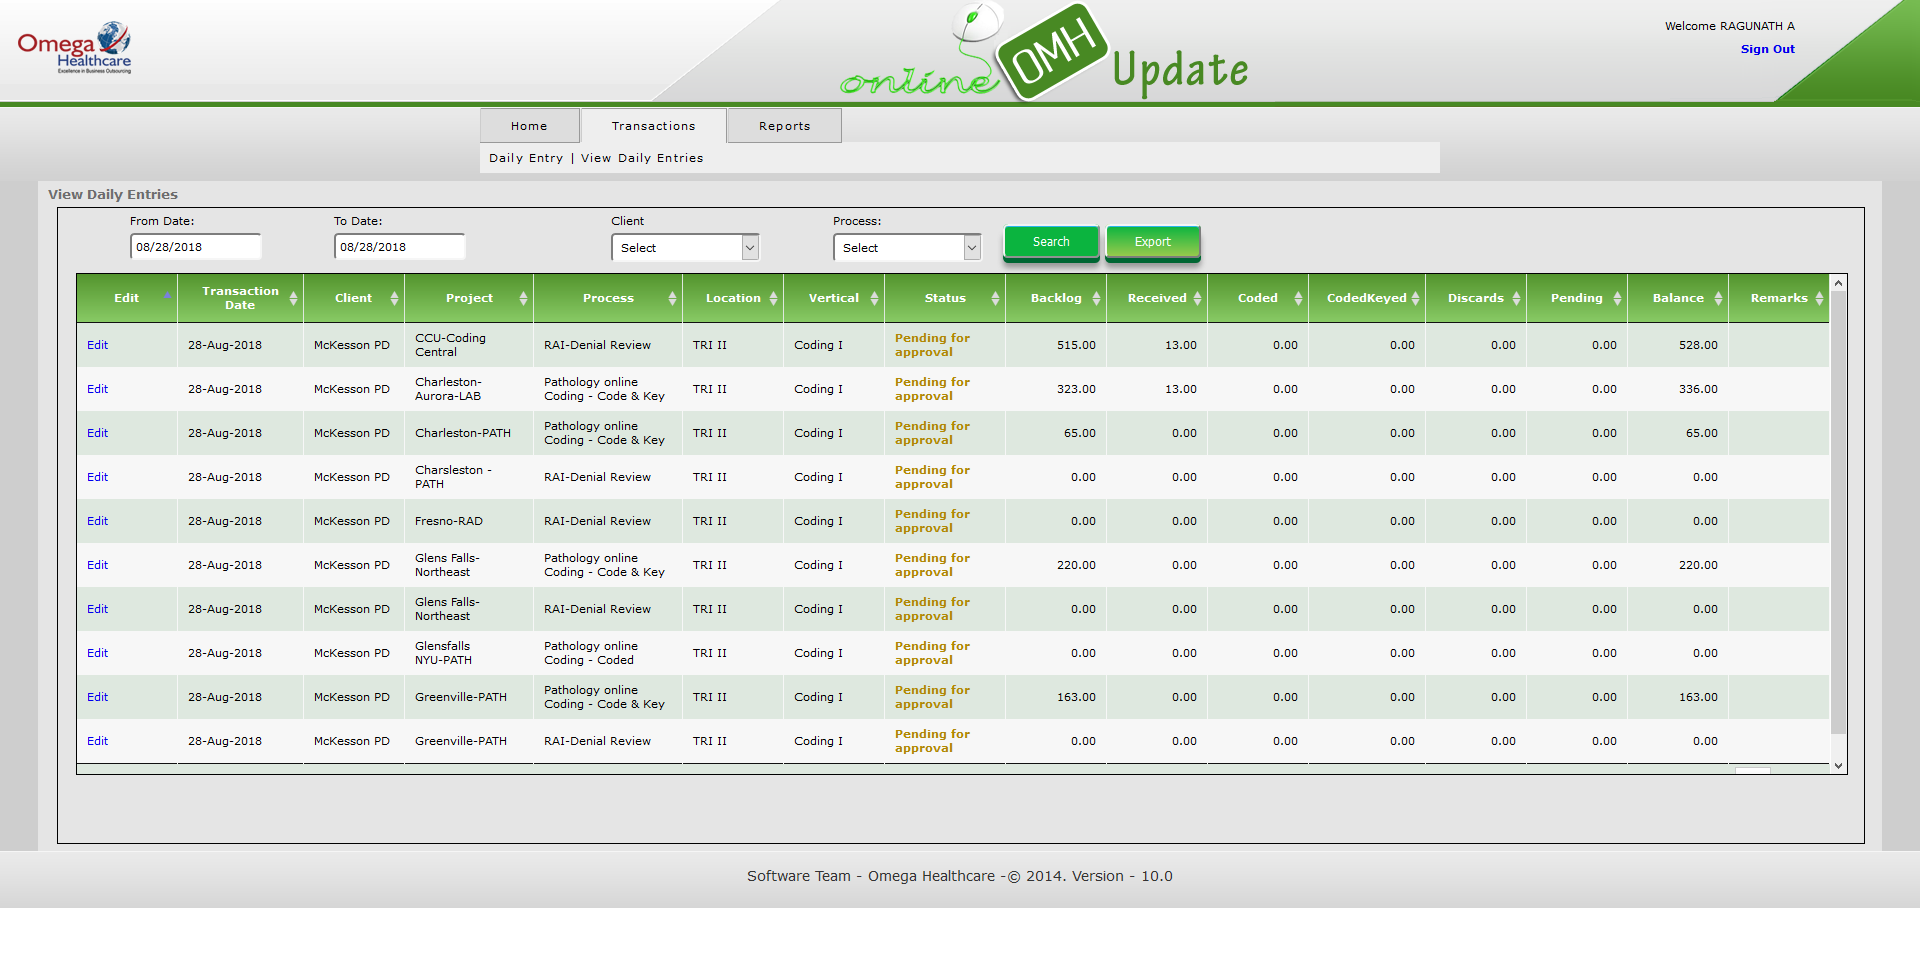 Omega
Healthcare
Excellence in Business Outsourcing
online OMH Update
Welcome RAGUNATH A
Sign Out
Home Transactions Reports
Daily Entry | View Daily Entries
View Daily Entries
From Date: To Date: Client Process:
08/28/2018 08/28/2018 Select Select Search Export
Edit Transaction Date Client Project Process Location Vertical Status Backlog Received Coded CodedKeyed Discards Pending Balance Remarks
Edit 28-Aug-2018 McKesson PD CCU-Coding Central RAI-Denial Review TRI II Coding I Pending for approval 515.00 13.00 0.00 0.00 0.00 0.00 528.00
Edit 28-Aug-2018 McKesson PD Charleston-Aurora-LAB Pathology online Coding - Code & Key TRI II Coding I Pending for approval 323.00 13.00 0.00 0.00 0.00 0.00 336.00
Edit 28-Aug-2018 McKesson PD Charleston-PATH Pathology online Coding - Code & Key TRI II Coding I Pending for approval 65.00 0.00 0.00 0.00 0.00 0.00 65.00
Edit 28-Aug-2018 McKesson PD Charsleston - PATH RAI-Denial Review TRI II Coding I Pending for approval 0.00 0.00 0.00 0.00 0.00 0.00 0.00
Edit 28-Aug-2018 McKesson PD Fresno-RAD RAI-Denial Review TRI II Coding I Pending for approval 0.00 0.00 0.00 0.00 0.00 0.00 0.00
Edit 28-Aug-2018 McKesson PD Glens Falls-Northeast Pathology online Coding - Code & Key TRI II Coding I Pending for approval 220.00 0.00 0.00 0.00 0.00 0.00 220.00
Edit 28-Aug-2018 McKesson PD Glens Falls-Northeast RAI-Denial Review TRI II Coding I Pending for approval 0.00 0.00 0.00 0.00 0.00 0.00 0.00
Edit 28-Aug-2018 McKesson PD Glensfalls NYU-PATH Pathology online Coding - Coded TRI II Coding I Pending for approval 0.00 0.00 0.00 0.00 0.00 0.00 0.00
Edit 28-Aug-2018 McKesson PD Greenville-PATH Pathology online Coding - Code & Key TRI II Coding I Pending for approval 163.00 0.00 0.00 0.00 0.00 0.00 163.00
Edit 28-Aug-2018 McKesson PD Greenville-PATH RAI-Denial Review TRI II Coding I Pending for approval 0.00 0.00 0.00 0.00 0.00 0.00 0.00
Software Team - Omega Healthcare -© 2014. Version - 10.0